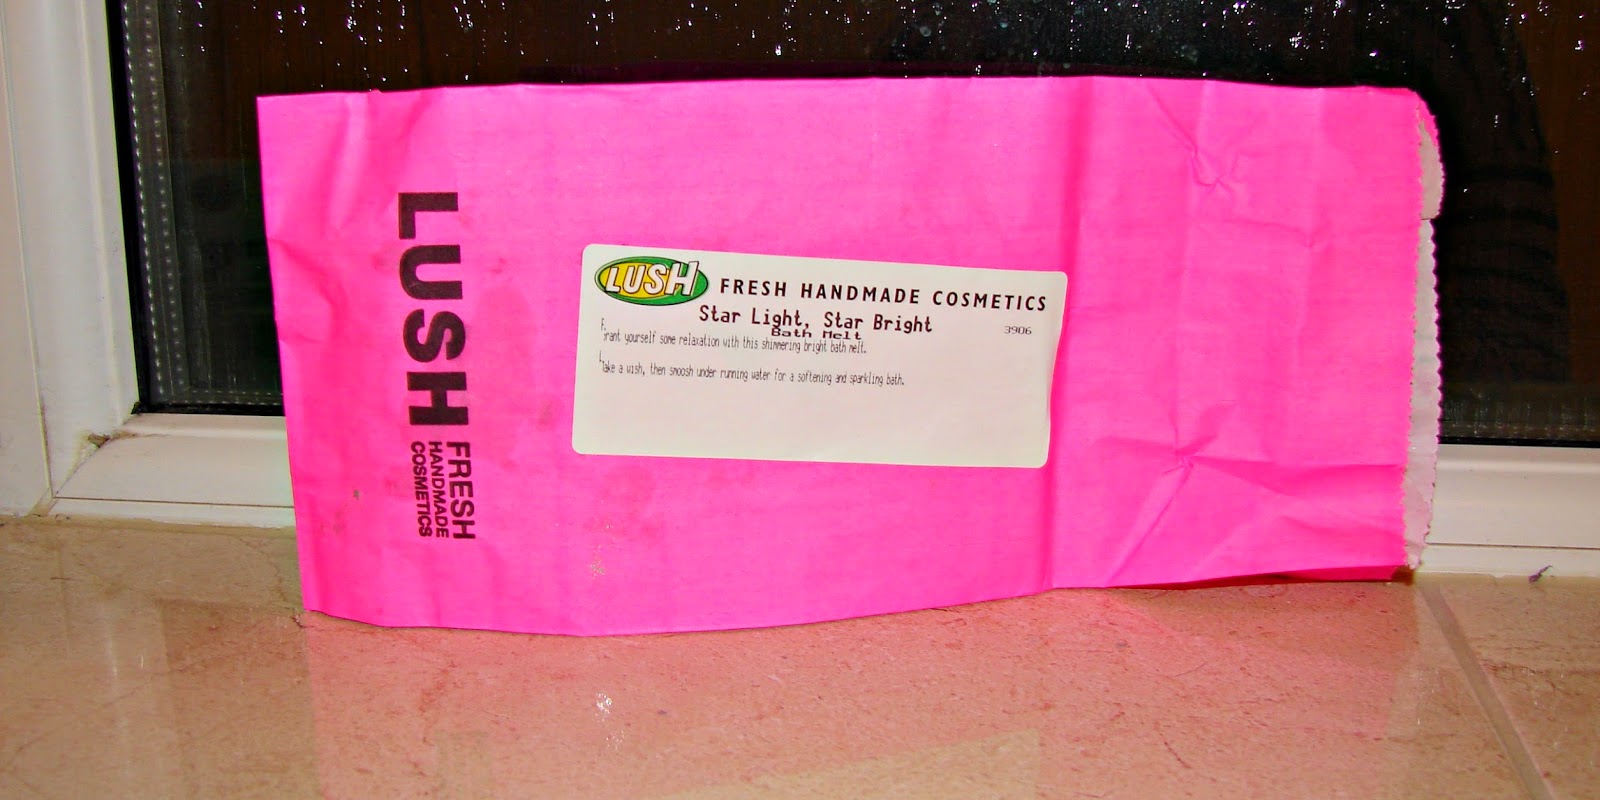 LUSH
FRESH
HANDMADE
COSMETICS
LUSH FRESH HANDMADE COSMETICS
Star Light, Star Bright
Bath Melt
3906
F.
rant yourself some relaxation with this shimmering bright bath melt.
Take a wish, then smoosh under running water for a softening and sparkling bath.